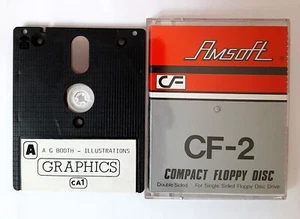 A
A G BOOTH - ILLUSTRATIONS
GRAPHICS
CAT
AMSOFT
CF
CF-2
COMPACT FLOPPY DISC
Double Sided For Single Sided Floppy Disc Drive